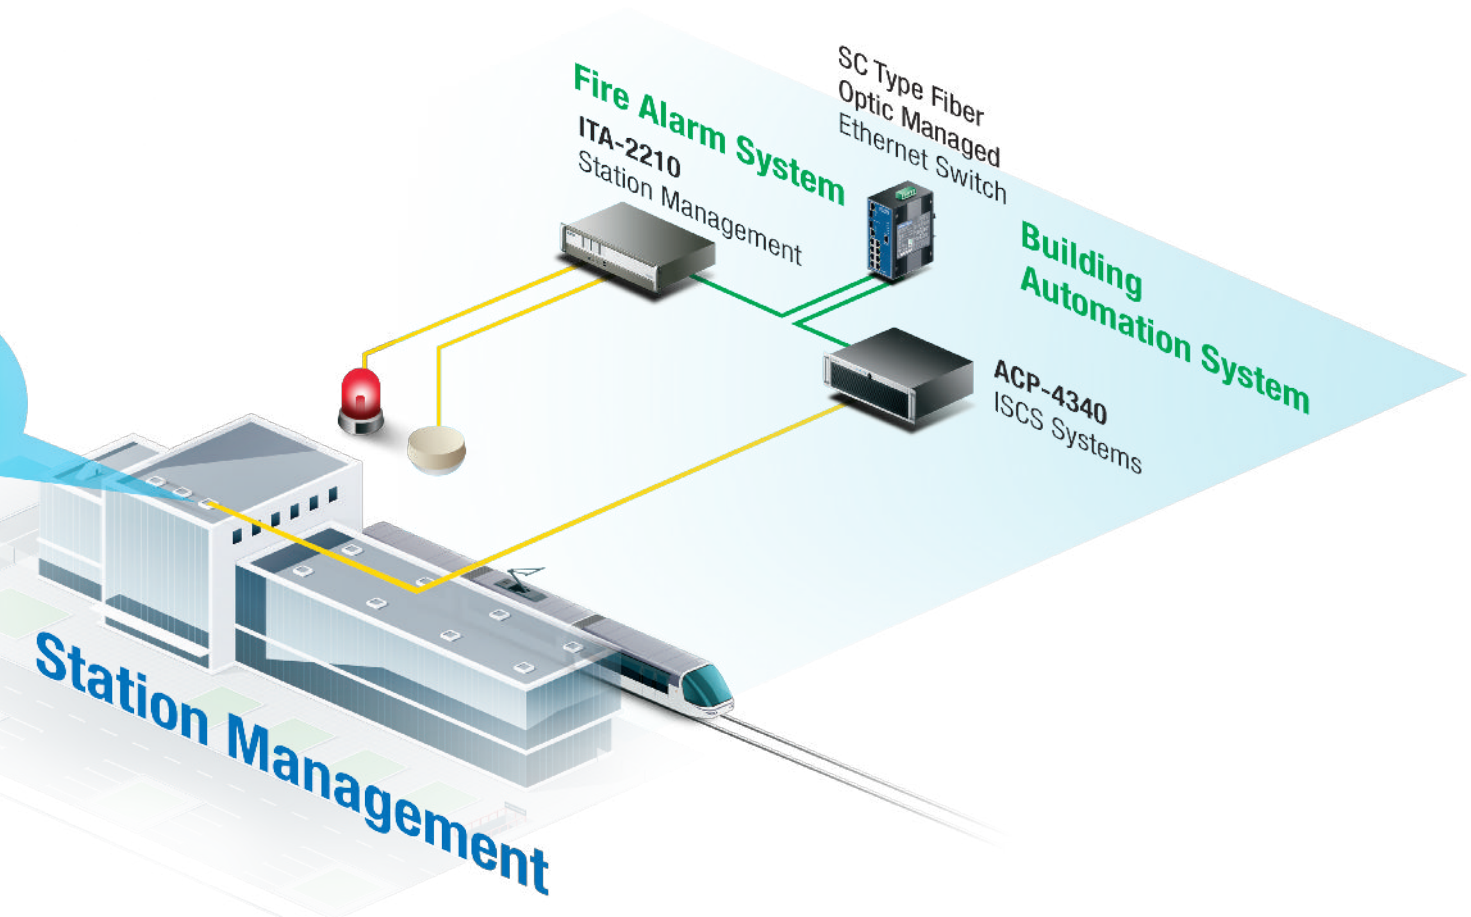 Fire Alarm System
ITA-2210
Station Management
SC Type Fiber
Optic Managed
Ethernet Switch
Building
Automation System
ACP-4340
ISCS Systems
Station Management